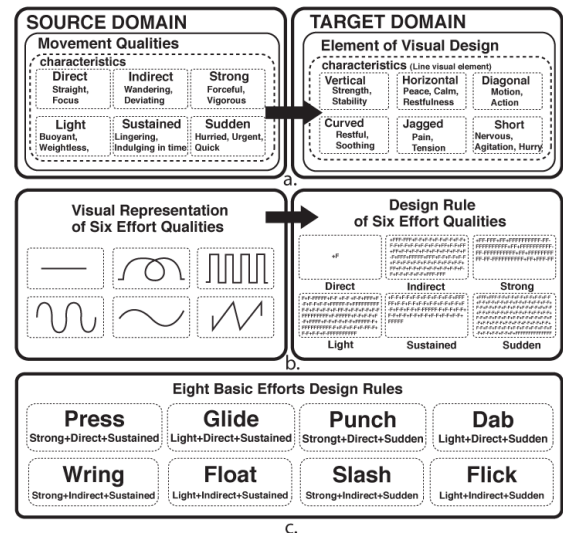 SOURCE DOMAIN
Movement Qualities
characteristics
Direct
Straight,
Focus
Indirect
Wandering,
Deviating
Strong
Forceful,
Vigorous
Light
Buoyant,
Weightless,
Sustained
Lingering,
Indulging in time
Sudden
Hurried, Urgent,
Quick
TARGET DOMAIN
Element of Visual Design
characteristics (Line visual element)
Vertical
Strength,
Stability
Horizontal
Peace, Calm,
Restfulness
Diagonal
Motion,
Action
Curved
Restful,
Soothing
Jagged
Pain,
Tension
Short
Nervous,
Agitation, Hurry
a.
Visual Representation
of Six Effort Qualities
Design Rule
of Six Effort Qualities
+F
Direct
Indirect
Strong
Light
Sustained
Sudden
b.
Eight Basic Efforts Design Rules
Press
Strong+Direct+Sustained
Glide
Light+Direct+Sustained
Punch
Strongt+Direct+Sudden
Dab
Light+Direct+Sudden
Wring
Strong+Indirect+Sustained
Float
Light+Indirect+Sustained
Slash
Strong+Indirect+Sudden
Flick
Light+Indirect+Sudden
c.